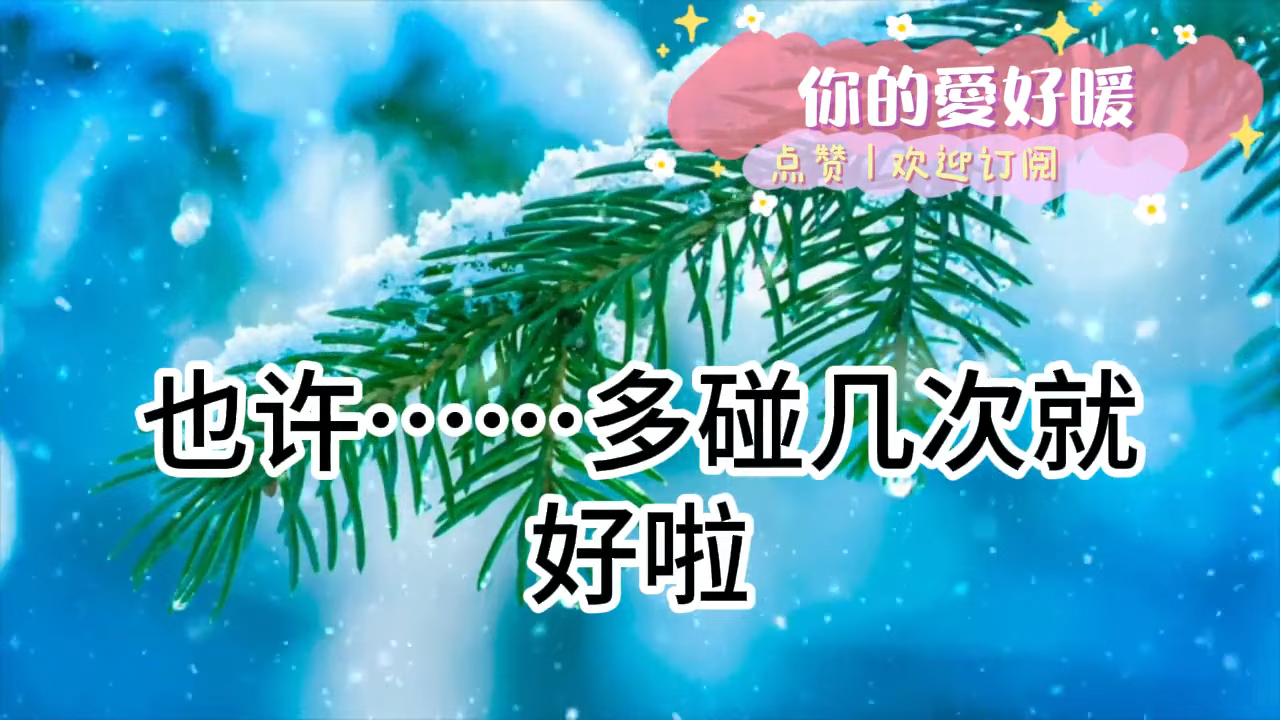 你的愛好暖
点赞 | 欢迎订阅
也许……多碰几次就
好啦